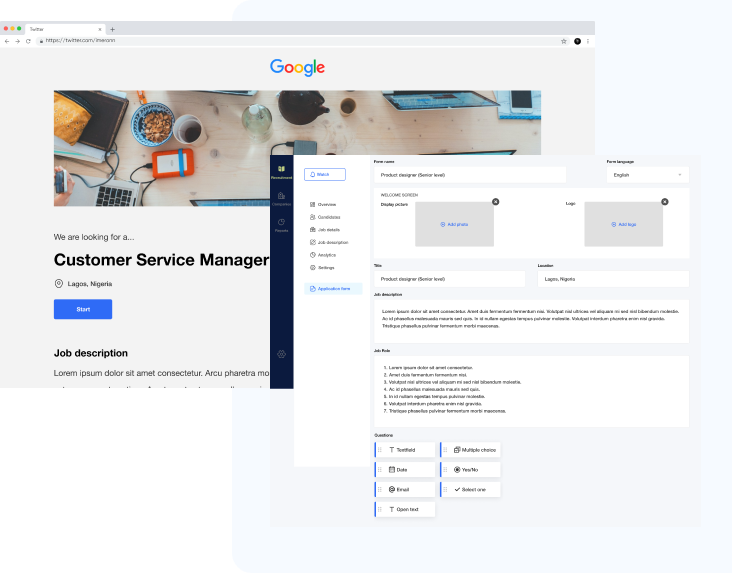 Twitter
https://twitter.com/imeronn
Google
We are looking for a...
Customer Service Manager
Lagos, Nigeria
Start
Job description
Lorem ipsum dolor sit amet consectetur. Arcu pharetra mo
Recruitment
Watch
Overview
Candidates
Job details
Job description
Analytics
Settings
Application form
Form name
Product designer (Senior level)
Form language
English
WELCOME SCREEN
Display picture
Add photo
Logo
Add logo
Title
Product designer (Senior level)
Location
Lagos, Nigeria
Job description
Lorem ipsum dolor sit amet consectetur. Amet duis fermentum fermentum nisi. Volutpat nisl ultrices vel aliquam mi sed nisl bibendum molestie.
Ac id phasellus malesuada mauris sed quis. In id nullam egestas tempus pulvinar molestie. Volutpat interdum pharetra enim nisl gravida.
Tristique phasellus pulvinar fermentum morbi maecenas.
Job Role
1. Lorem ipsum dolor sit amet consectetur.
2. Amet duis fermentum fermentum nisi.
3. Volutpat nisl ultrices vel aliquam mi sed nisl bibendum molestie.
4. Ac id phasellus malesuada mauris sed quis.
5. In id nullam egestas tempus pulvinar molestie.
6. Volutpat interdum pharetra enim nisl gravida.
7. Tristique phasellus pulvinar fermentum morbi maecenas.
Questions
Textfield
Multiple choice
Date
Yes/No
Email
Select one
Open text